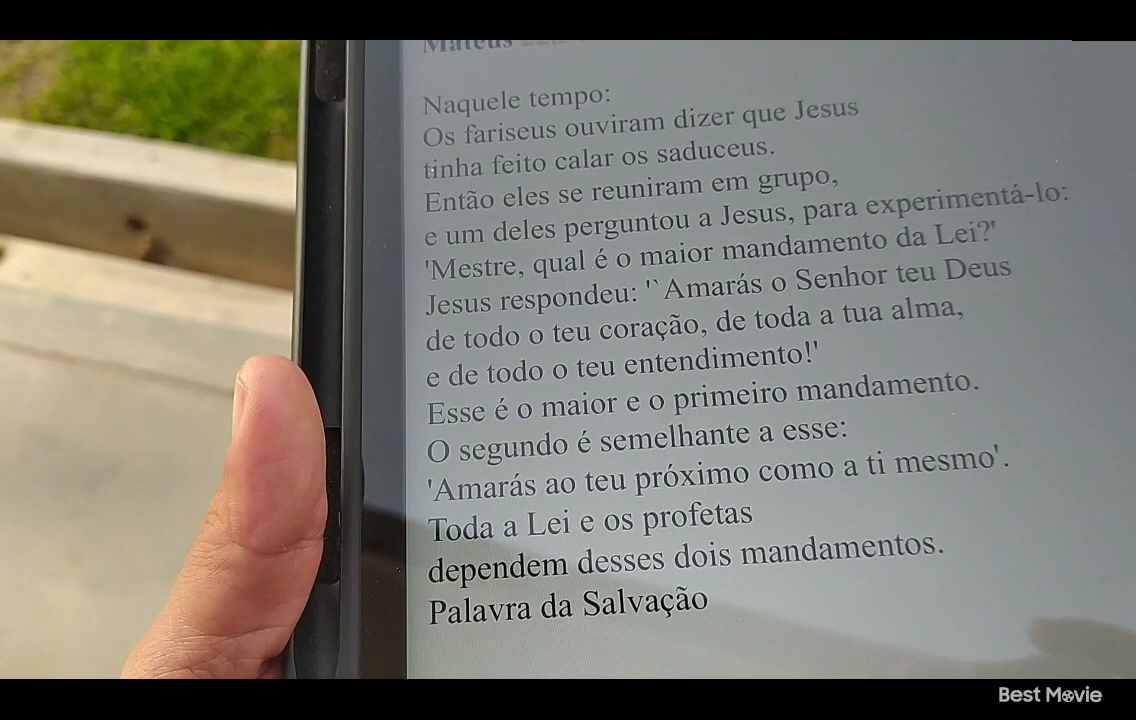 Mateus
Naquele tempo:
Os fariseus ouviram dizer que Jesus
tinha feito calar os saduceus.
Então eles se reuniram em grupo,
e um deles perguntou a Jesus, para experimentá-lo:
'Mestre, qual é o maior mandamento da Lei?'
Jesus respondeu: '`Amarás o Senhor teu Deus
de todo o teu coração, de toda a tua alma,
e de todo o teu entendimento!'
Esse é o maior e o primeiro mandamento.
O segundo é semelhante a esse:
'Amarás ao teu próximo como a ti mesmo'.
Toda a Lei e os profetas
dependem desses dois mandamentos.
Palavra da Salvação
Best Movie